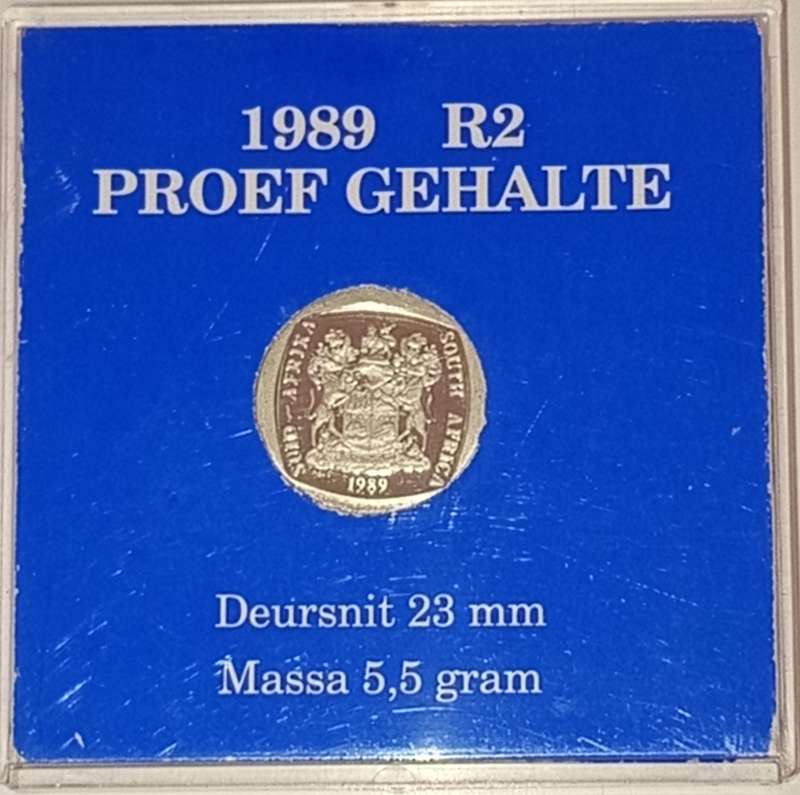 1989 R2
PROEF GEHALTE
SUID-AFRIKA
SOUTH AFRICA
1989
Deursnit 23 mm
Massa 5,5 gram